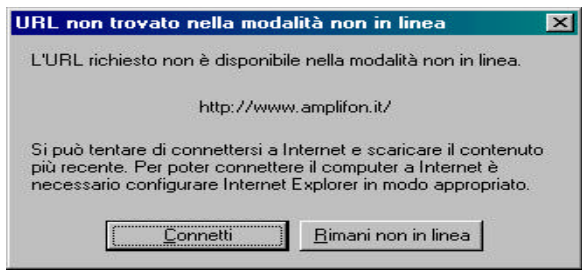 URL non trovato nella modalità non in linea
L'URL richiesto non è disponibile nella modalità non in linea.
http://www.amplifon.it/
Si può tentare di connettersi a Internet e scaricare il contenuto
più recente. Per poter connettere il computer a Internet è
necessario configurare Internet Explorer in modo appropriato.
Connetti
Rimani non in linea